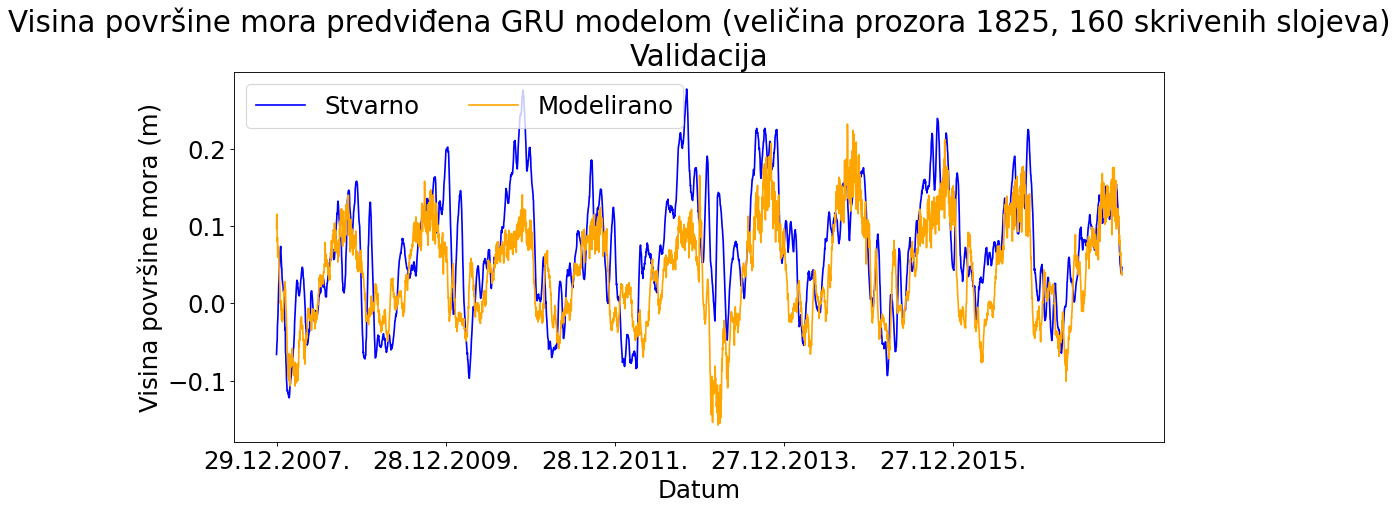 Visina površine mora predviđena GRU modelom (veličina prozora 1825, 160 skrivenih slojeva)
Validacija
Stvarno Modelirano
Visina površine mora (m)
0.2
0.1
0.0
−0.1
29.12.2007. 28.12.2009. 28.12.2011. 27.12.2013. 27.12.2015.
Datum